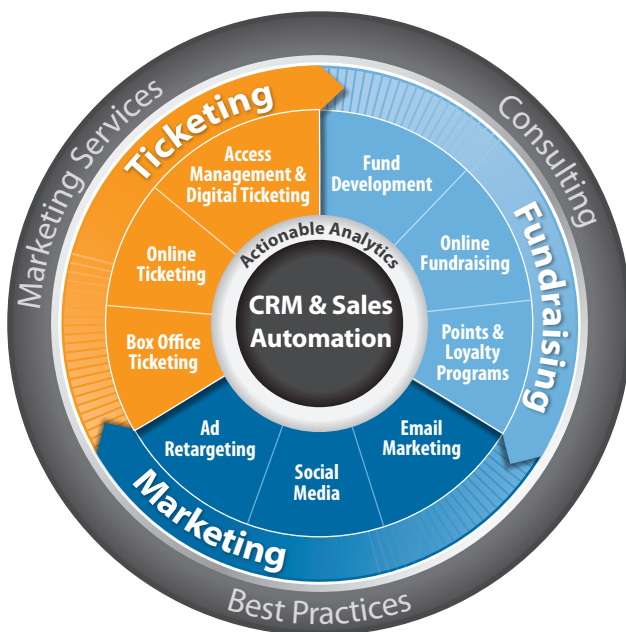 Marketing Services
Consulting
Best Practices
Ticketing
Access
Management &
Digital Ticketing
Online
Ticketing
Box Office
Ticketing
Fundraising
Fund
Development
Online
Fundraising
Points &
Loyalty
Programs
Marketing
Email
Marketing
Social
Media
Ad
Retargeting
Actionable Analytics
CRM & Sales
Automation